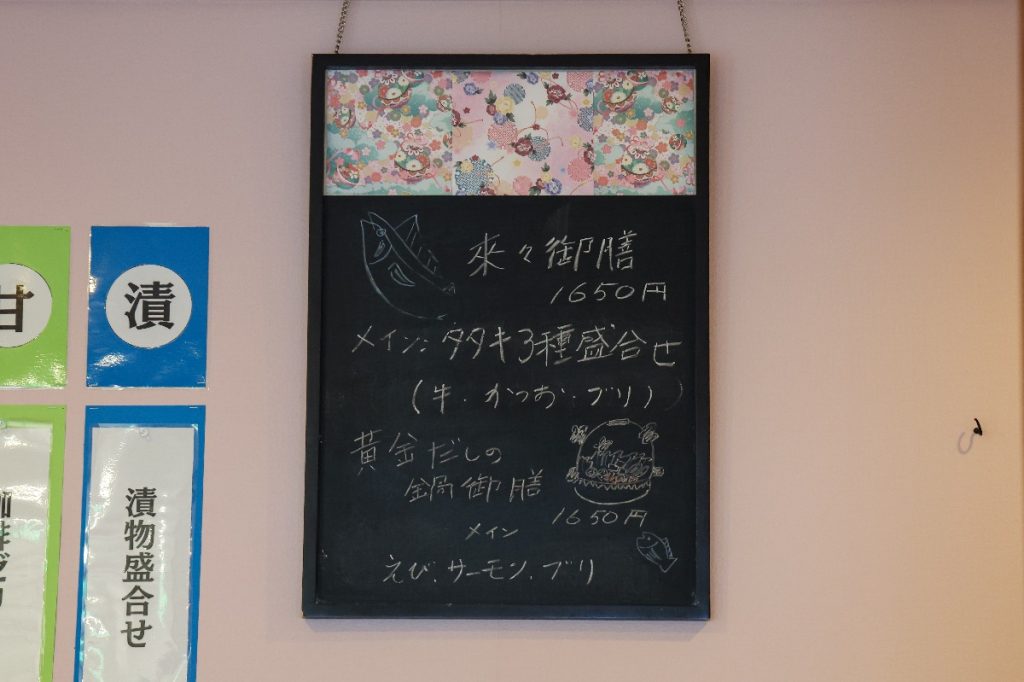 來々御膳
1650円
メイン:タタキ3種盛合せ
(牛・かつお・ブリ)
黄金だしの
鍋御膳
1650円
メイン
えび、サーモン、ブリ
甘
漬
漬物盛合せ